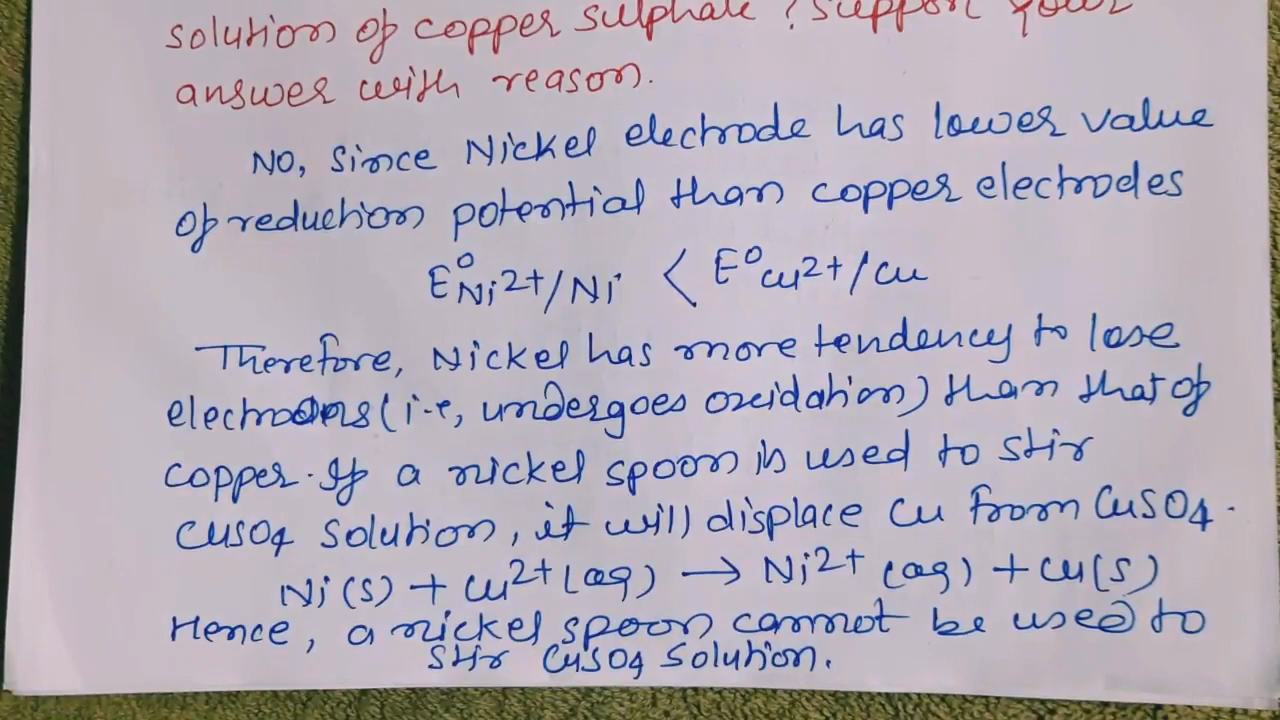 solution of copper sulphate ? Support your
answer with reason.
NO, Since Nickel electrode has lower value
of reduction potential than copper electrodes
E⁰Ni2+/Ni < E⁰Cu2+/Cu
Therefore, Nickel has more tendency to lose
electrons (i.e, undergoes oxidation) than that of
copper. If a nickel spoon is used to stir
CuSO4 solution, it will displace Cu from CuSO4.
Ni(s) + Cu2+ (aq) → Ni2+ (aq) + Cu(s)
Hence, a nickel spoon cannot be used to
stir CuSO4 solution.